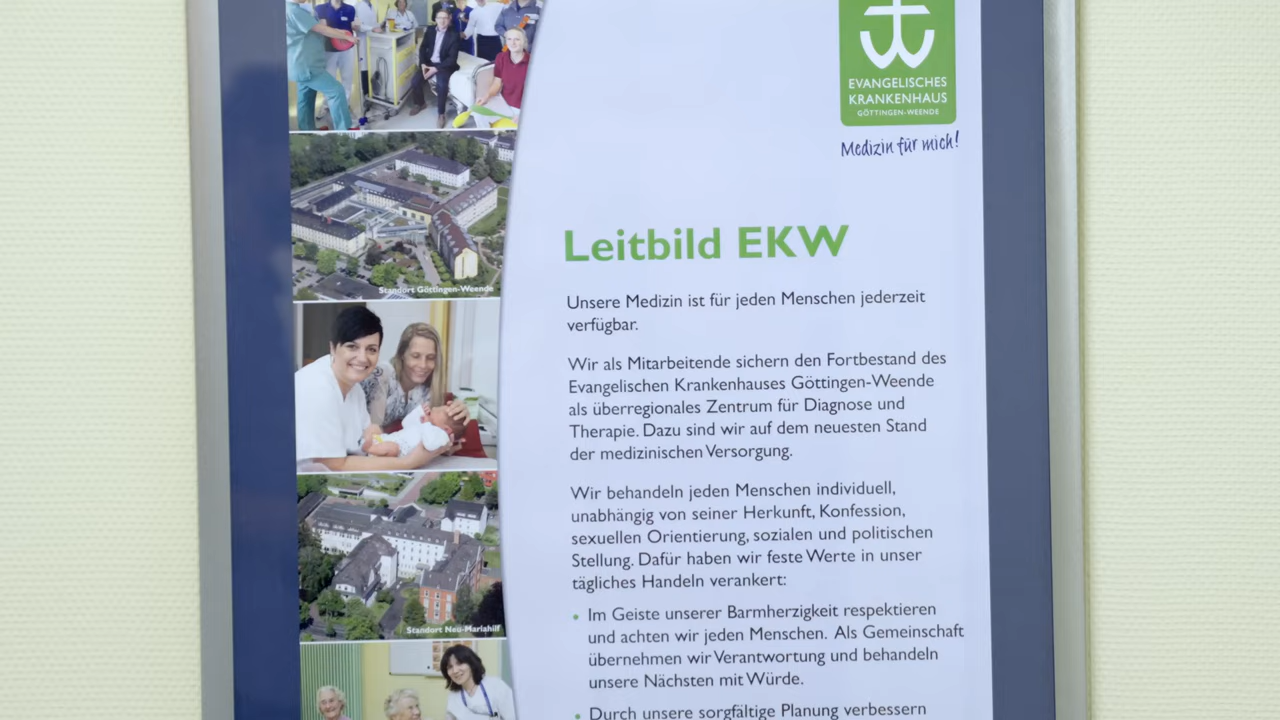 EVANGELISCHES
KRANKENHAUS
GÖTTINGEN-WEENDE
Medizin für mich!
Standort Göttingen-Weende
Standort Neu-Mariahilf
Leitbild EKW
Unsere Medizin ist für jeden Menschen jederzeit
verfügbar.
Wir als Mitarbeitende sichern den Fortbestand des
Evangelischen Krankenhauses Göttingen-Weende
als überregionales Zentrum für Diagnose und
Therapie. Dazu sind wir auf dem neuesten Stand
der medizinischen Versorgung.
Wir behandeln jeden Menschen individuell,
unabhängig von seiner Herkunft, Konfession,
sexuellen Orientierung, sozialen und politischen
Stellung. Dafür haben wir feste Werte in unser
tägliches Handeln verankert:
• Im Geiste unserer Barmherzigkeit respektieren
und achten wir jeden Menschen. Als Gemeinschaft
übernehmen wir Verantwortung und behandeln
unsere Nächsten mit Würde.
• Durch unsere sorgfältige Planung verbessern